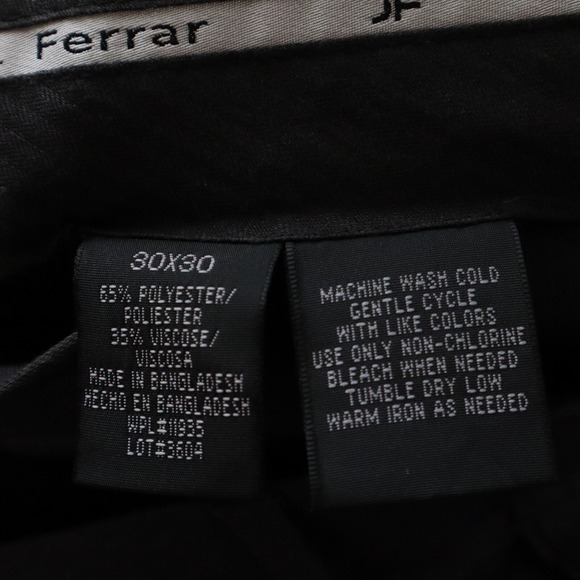 Ferrar
JF
30X30
65% POLYESTER/
POLIESTER
35% VISCOSE/
VISCOSA
MADE IN BANGLADESH
HECHO EN BANGLADESH
WPL#11935
LOT#3604
MACHINE WASH COLD
GENTLE CYCLE
WITH LIKE COLORS
USE ONLY NON-CHLORINE
BLEACH WHEN NEEDED
TUMBLE DRY LOW
WARM IRON AS NEEDED